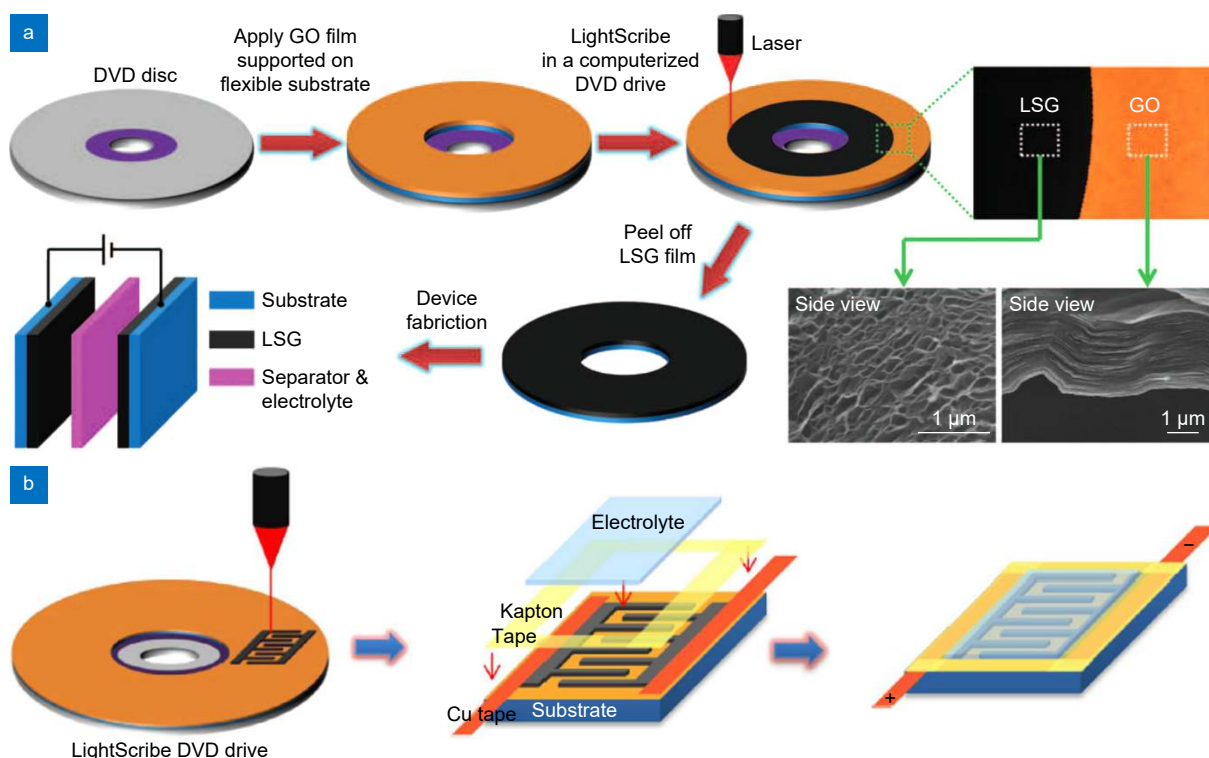 a
DVD disc
Apply GO film
supported on
flexible substrate
LightScribe
in a computerized
DVD drive
Laser
LSG
GO
Peel off
LSG film
Side view
1 μm
Side view
1 μm
Substrate
LSG
Separator &
electrolyte
Device
fabriction
b
LightScribe DVD drive
Electrolyte
Kapton
Tape
Cu tape
Substrate
−
+